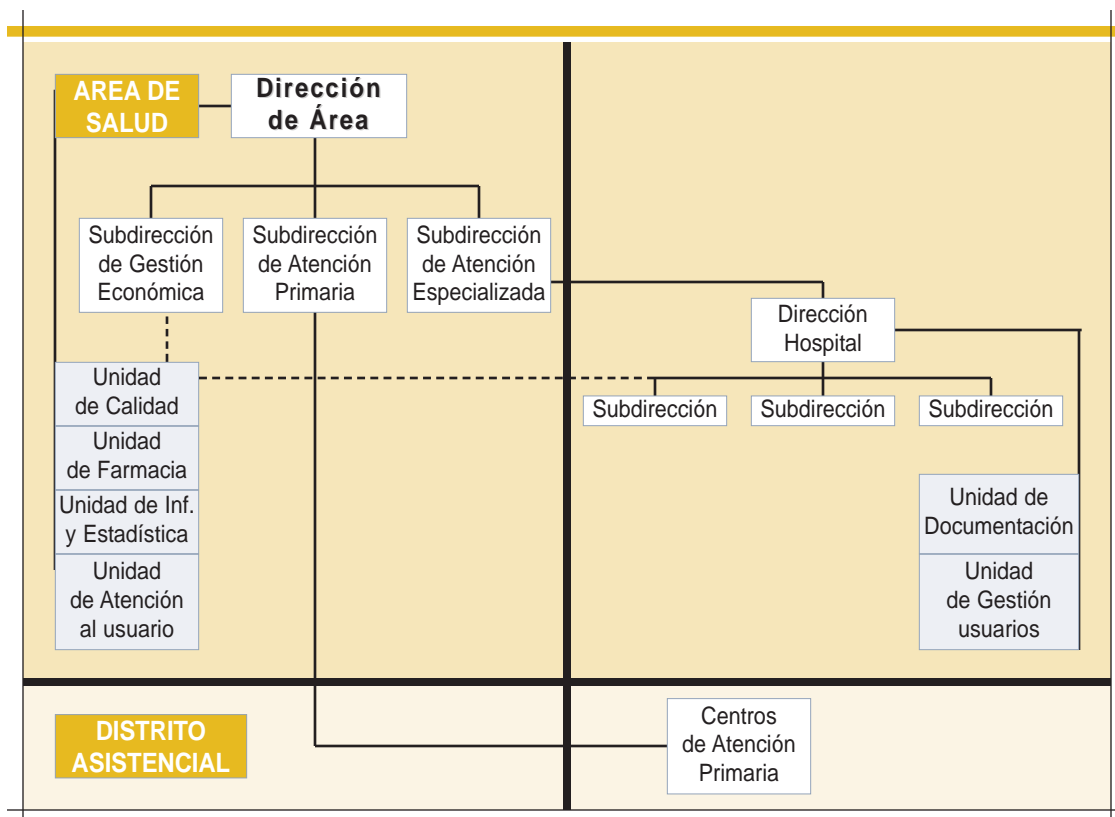 AREA DE
SALUD
Dirección
de Área
Subdirección
de Gestión
Económica
Subdirección
de Atención
Primaria
Subdirección
de Atención
Especializada
Dirección
Hospital
Subdirección
Subdirección
Subdirección
Unidad
de Calidad
Unidad
de Farmacia
Unidad de Inf.
y Estadística
Unidad
de Atención
al usuario
Unidad de
Documentación
Unidad
de Gestión
usuarios
DISTRITO
ASISTENCIAL
Centros
de Atención
Primaria